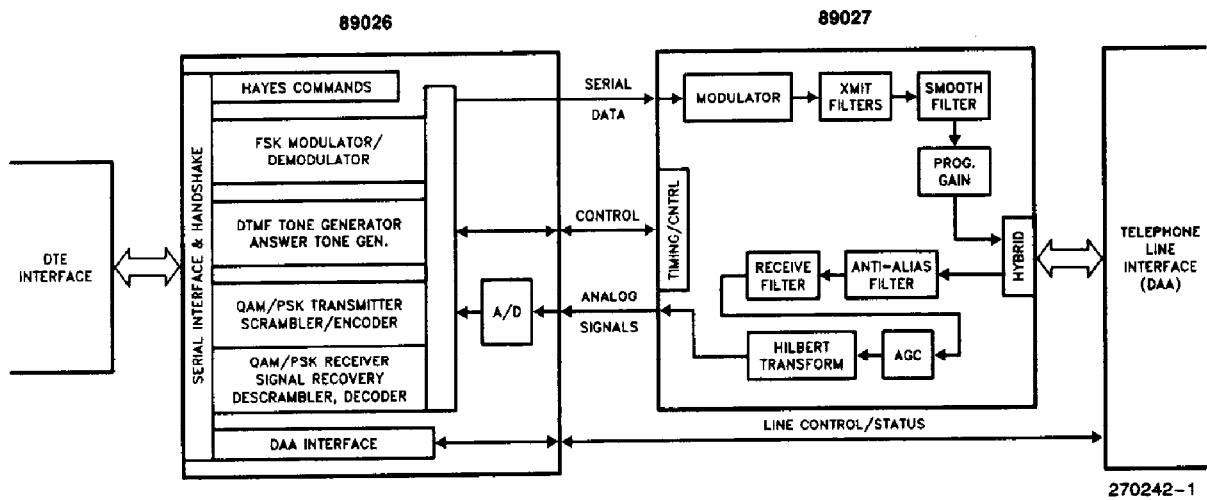 89026
89027
HAYES COMMANDS
FSK MODULATOR/
DEMODULATOR
DTMF TONE GENERATOR
ANSWER TONE GEN.
QAM/PSK TRANSMITTER
SCRAMBLER/ENCODER
QAM/PSK RECEIVER
SIGNAL RECOVERY
DESCRAMBLER, DECODER
DAA INTERFACE
SERIAL INTERFACE & HANDSHAKE
DTE
INTERFACE
A/D
SERIAL
DATA
CONTROL
ANALOG
SIGNALS
TIMING/CNTRL
MODULATOR
XMIT
FILTERS
SMOOTH
FILTER
PROG.
GAIN
HYBRID
RECEIVE
FILTER
ANTI-ALIAS
FILTER
HILBERT
TRANSFORM
AGC
LINE CONTROL/STATUS
TELEPHONE
LINE
INTERFACE
(DAA)
270242-1